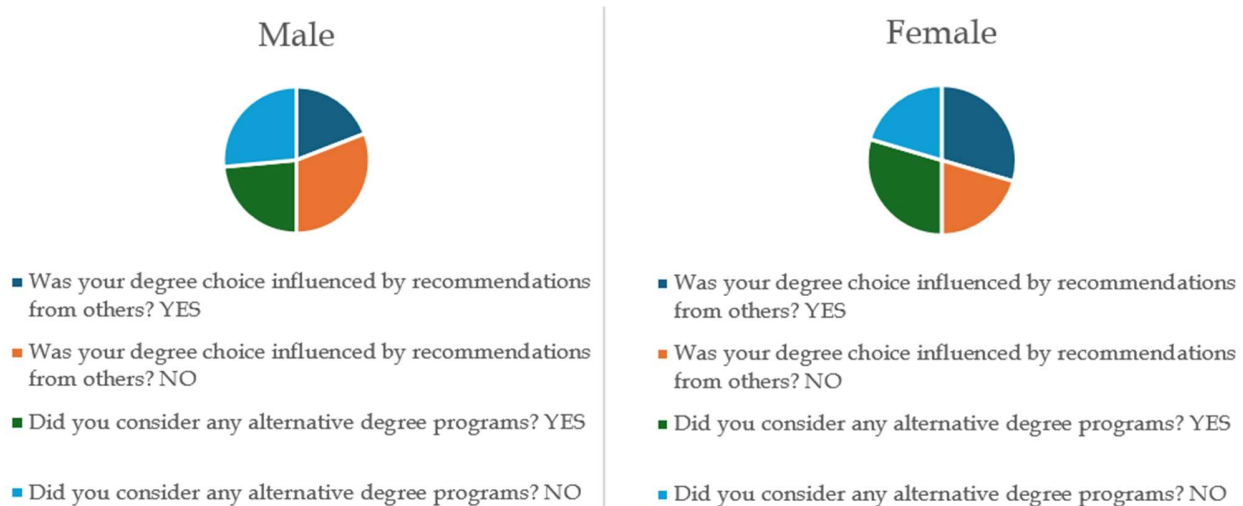 Male
Was your degree choice influenced by recommendations
from others? YES
Was your degree choice influenced by recommendations
from others? NO
Did you consider any alternative degree programs? YES
Did you consider any alternative degree programs? NO
Female
Was your degree choice influenced by recommendations
from others? YES
Was your degree choice influenced by recommendations
from others? NO
Did you consider any alternative degree programs? YES
Did you consider any alternative degree programs? NO